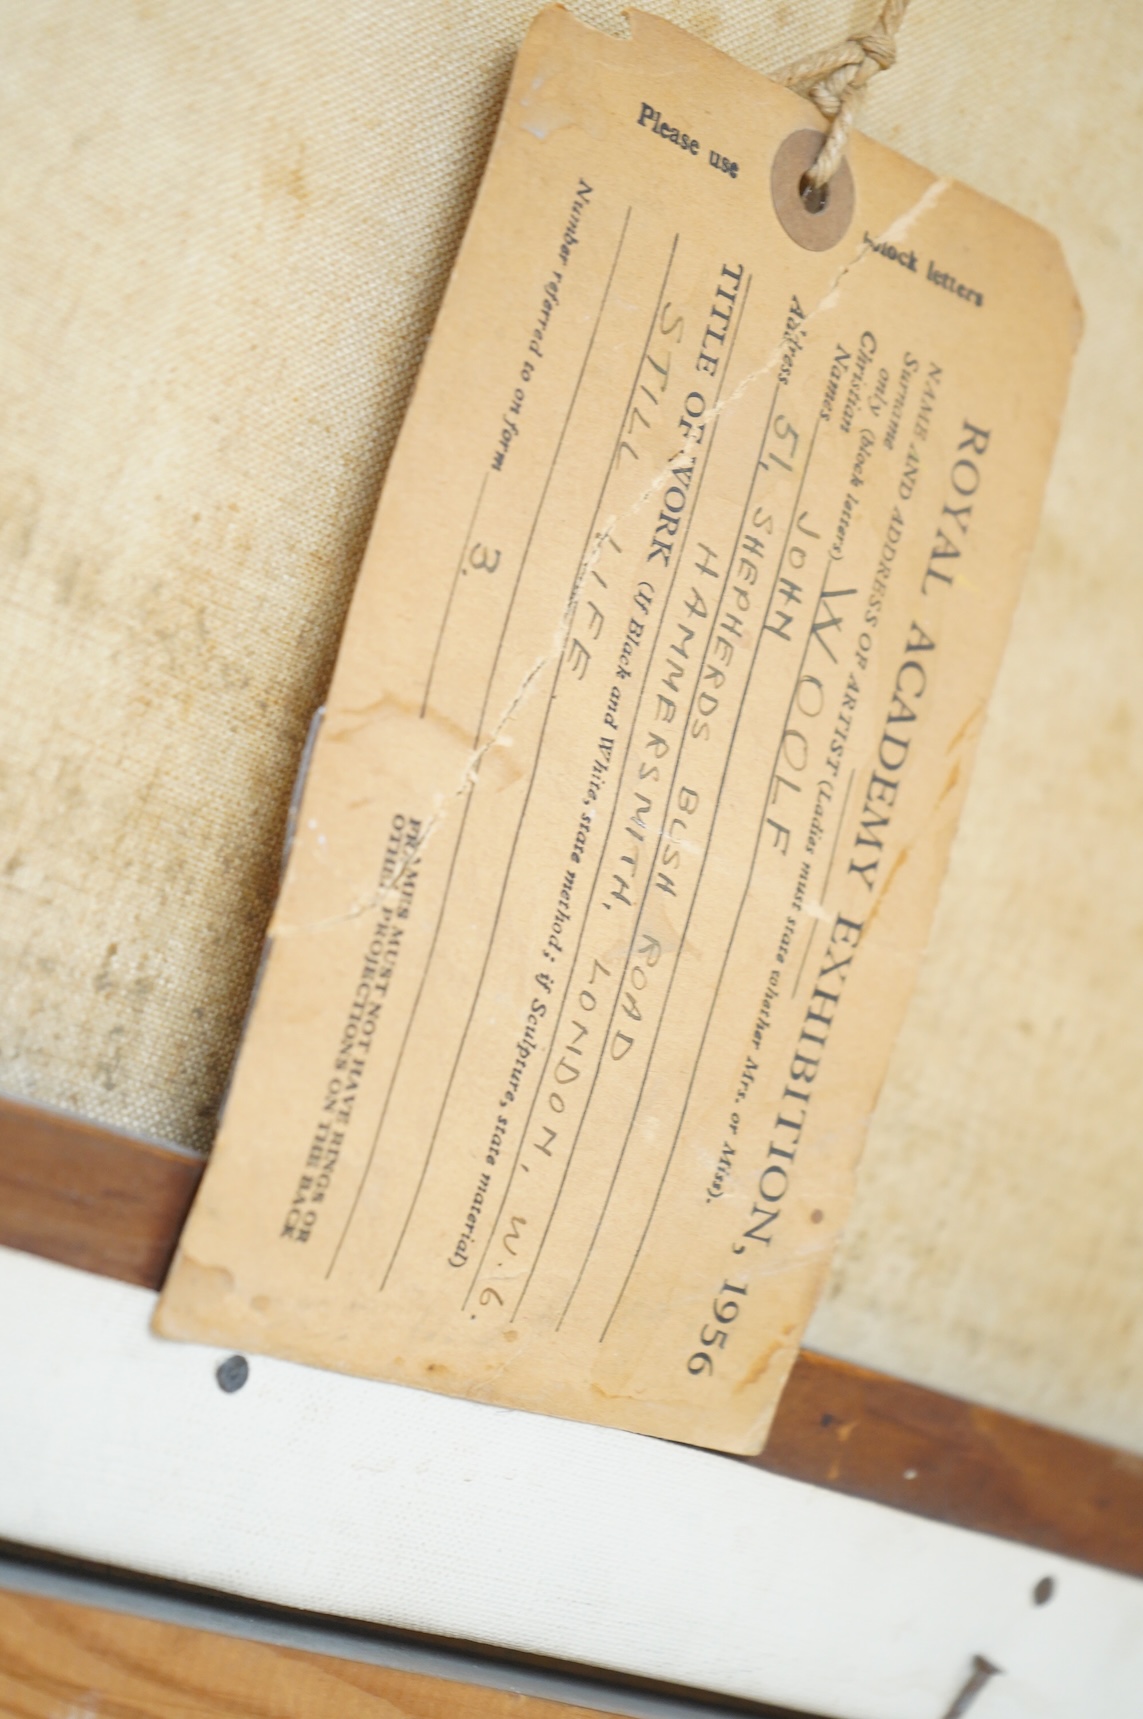 Please use block letters
ROYAL ACADEMY EXHIBITION, 1956
NAME AND ADDRESS OF ARTIST (Ladies must state whether Mrs. or Miss).
Surname
only (block letters) WOOLF
Christian
Names JOHN
Address 51, SHEPHERDS BUSH ROAD
HAMMERSMITH, LONDON, W.6.
TITLE OF WORK (If Black and White, state method; if Sculpture, state material)
STILL LIFE
Number referred to on form 3.
FRAMES MUST NOT HAVE RINGS OR
OTHER PROJECTIONS ON THE BACK